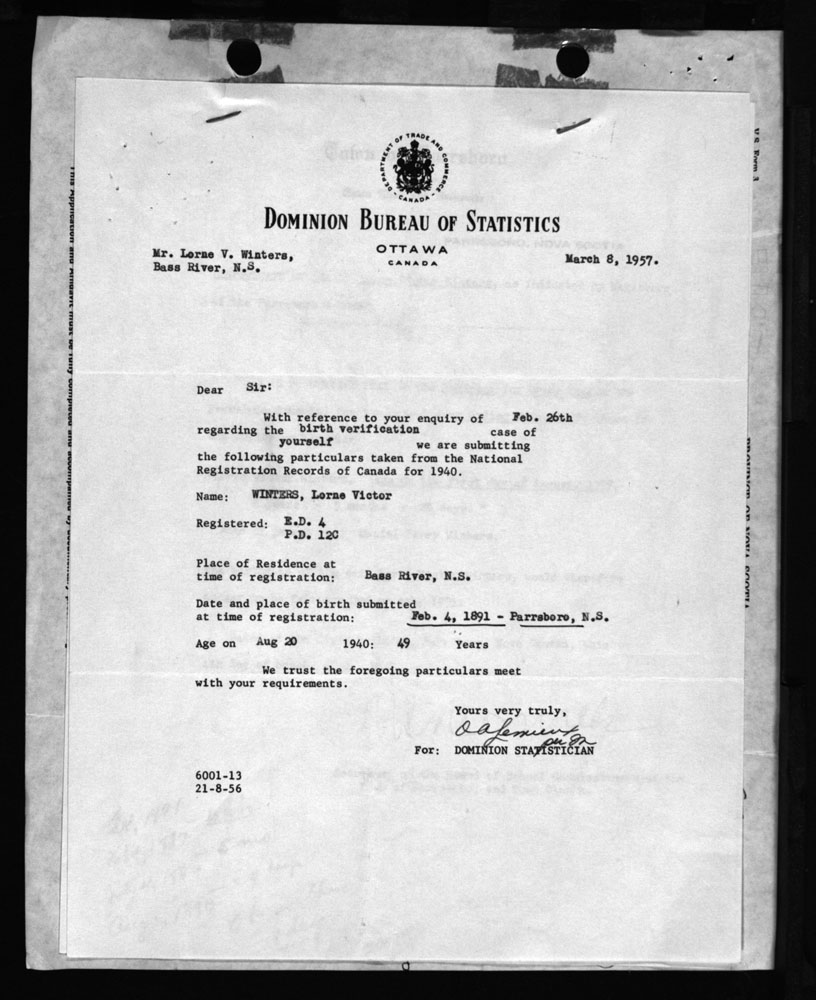 DEPARTMENT OF TRADE AND COMMERCE
CANADA
DOMINION BUREAU OF STATISTICS
OTTAWA
CANADA
Mr. Lorne V. Winters,
Bass River, N.S.
March 8, 1957.
Dear Sir:
With reference to your enquiry of Feb. 26th
regarding the birth verification case of
yourself we are submitting
the following particulars taken from the National
Registration Records of Canada for 1940.
Name: WINTERS, Lorne Victor
Registered: E.D. 4
P.D. 12C
Place of Residence at
time of registration: Bass River, N.S.
Date and place of birth submitted
at time of registration: Feb. 4, 1891 - Parrsboro, N.S.
Age on Aug 20 1940: 49 Years
We trust the foregoing particulars meet
with your requirements.
Yours very truly,
O A Lemieux
per
For: DOMINION STATISTICIAN
6001-13
21-8-56